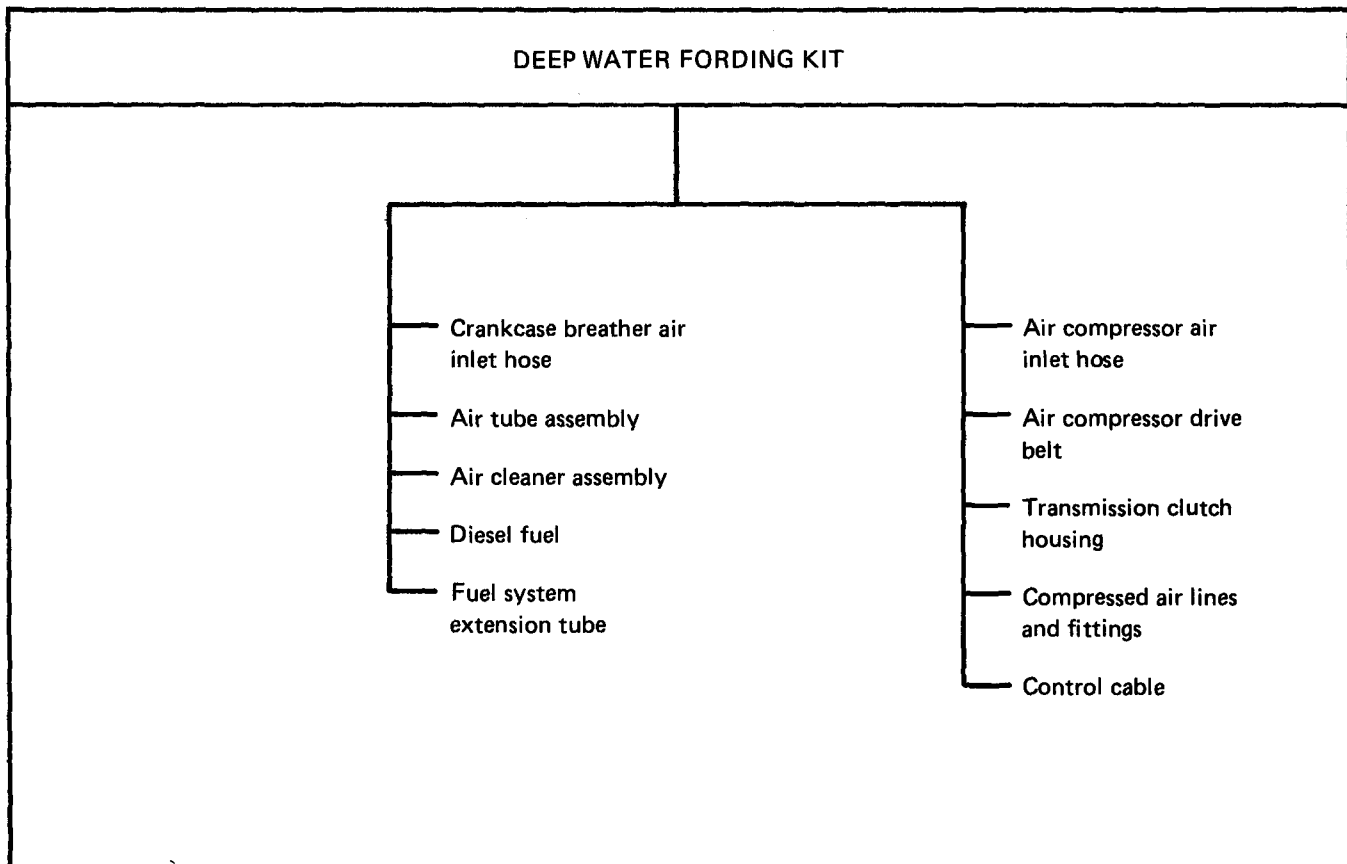 DEEP WATER FORDING KIT
Crankcase breather air
inlet hose
Air tube assembly
Air cleaner assembly
Diesel fuel
Fuel system
extension tube
Air compressor air
inlet hose
Air compressor drive
belt
Transmission clutch
housing
Compressed air lines
and fittings
Control cable